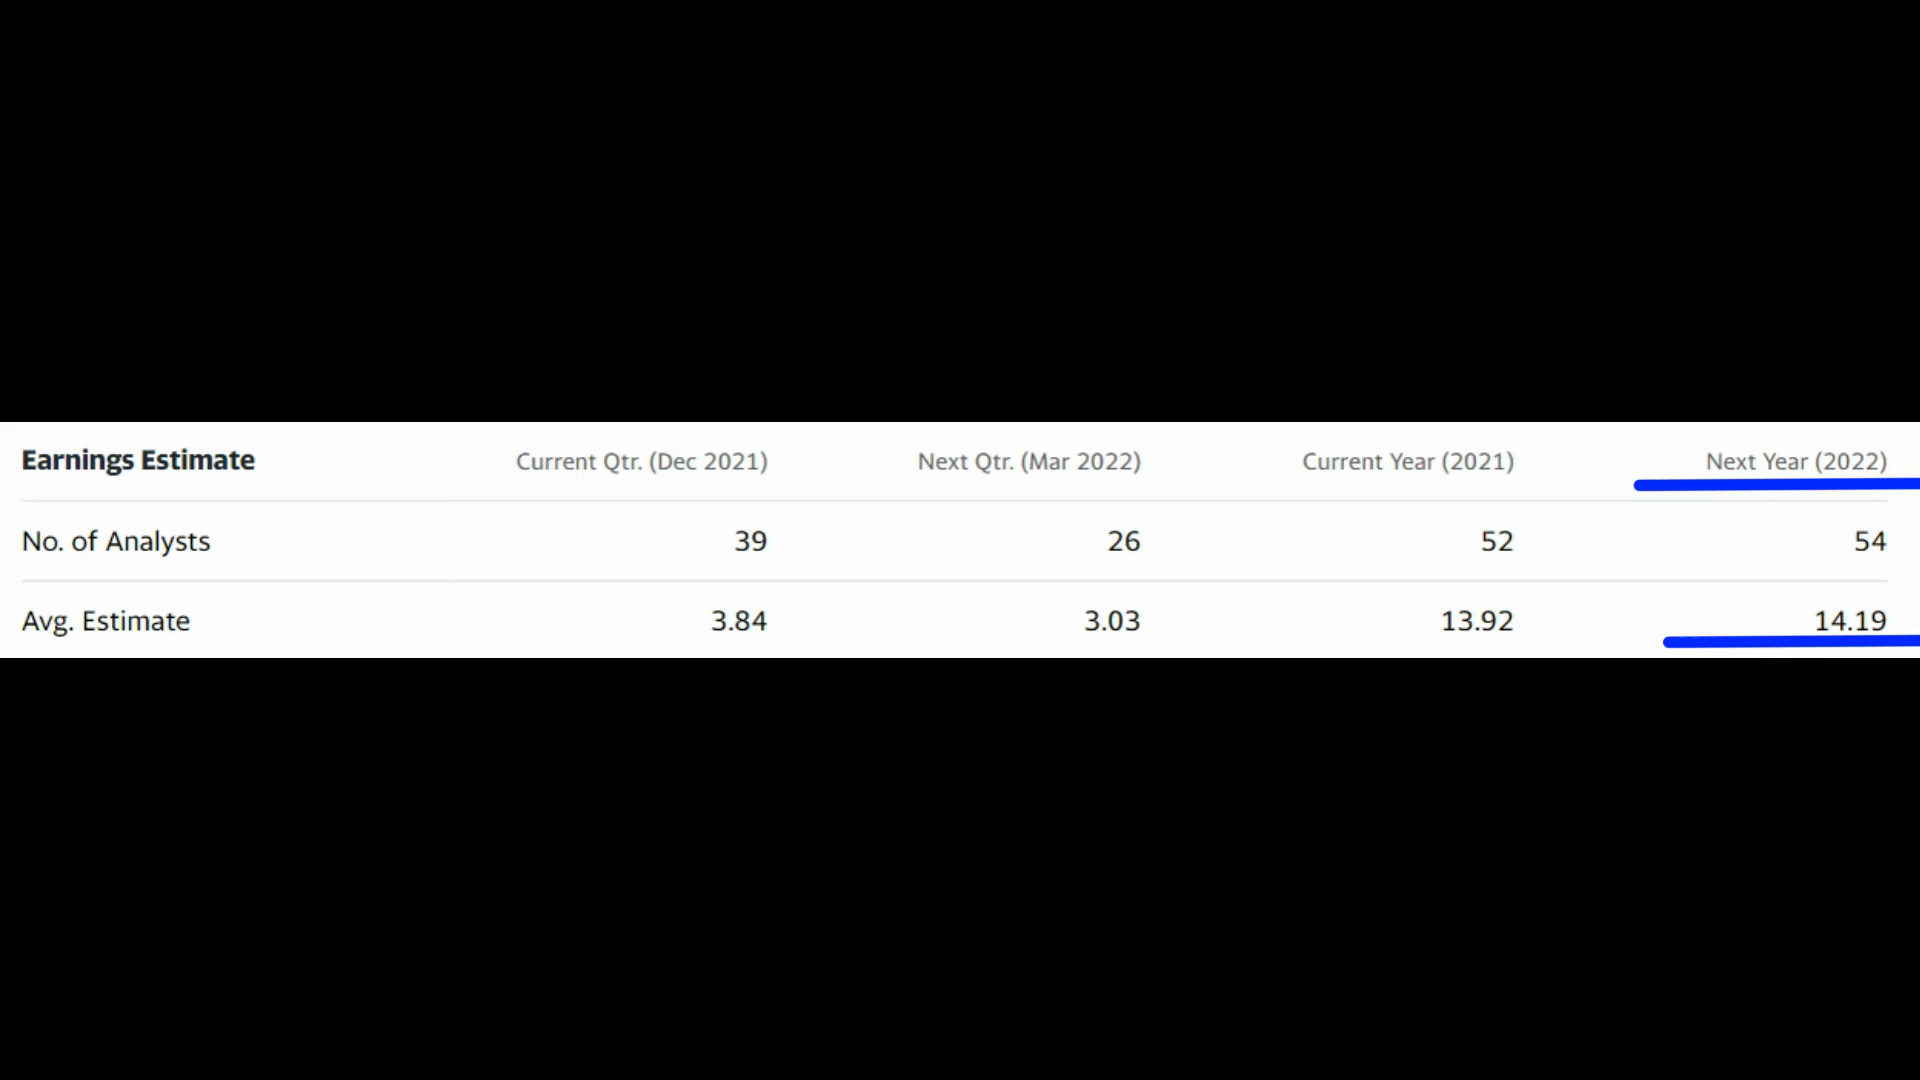 Earnings Estimate Current Qtr. (Dec 2021) Next Qtr. (Mar 2022) Current Year (2021) Next Year (2022)
No. of Analysts 39 26 52 54
Avg. Estimate 3.84 3.03 13.92 14.19